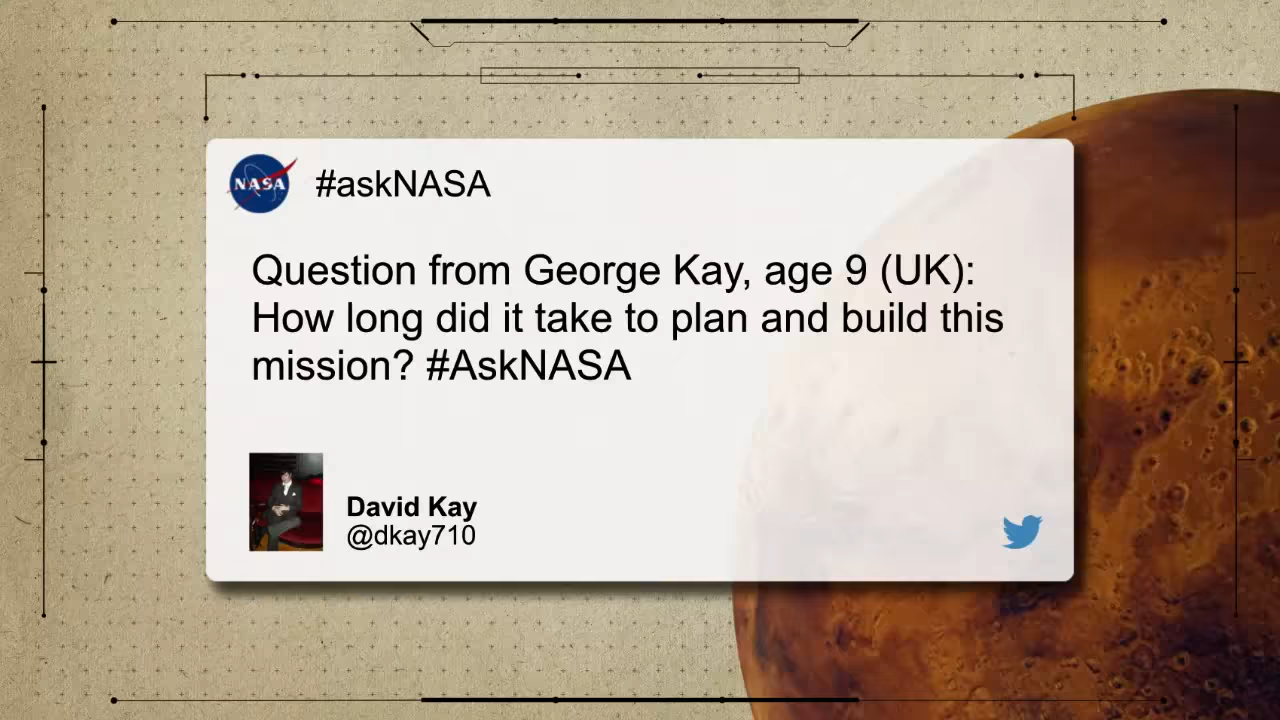 NASA
#askNASA
Question from George Kay, age 9 (UK):
How long did it take to plan and build this
mission? #AskNASA
David Kay
@dkay710